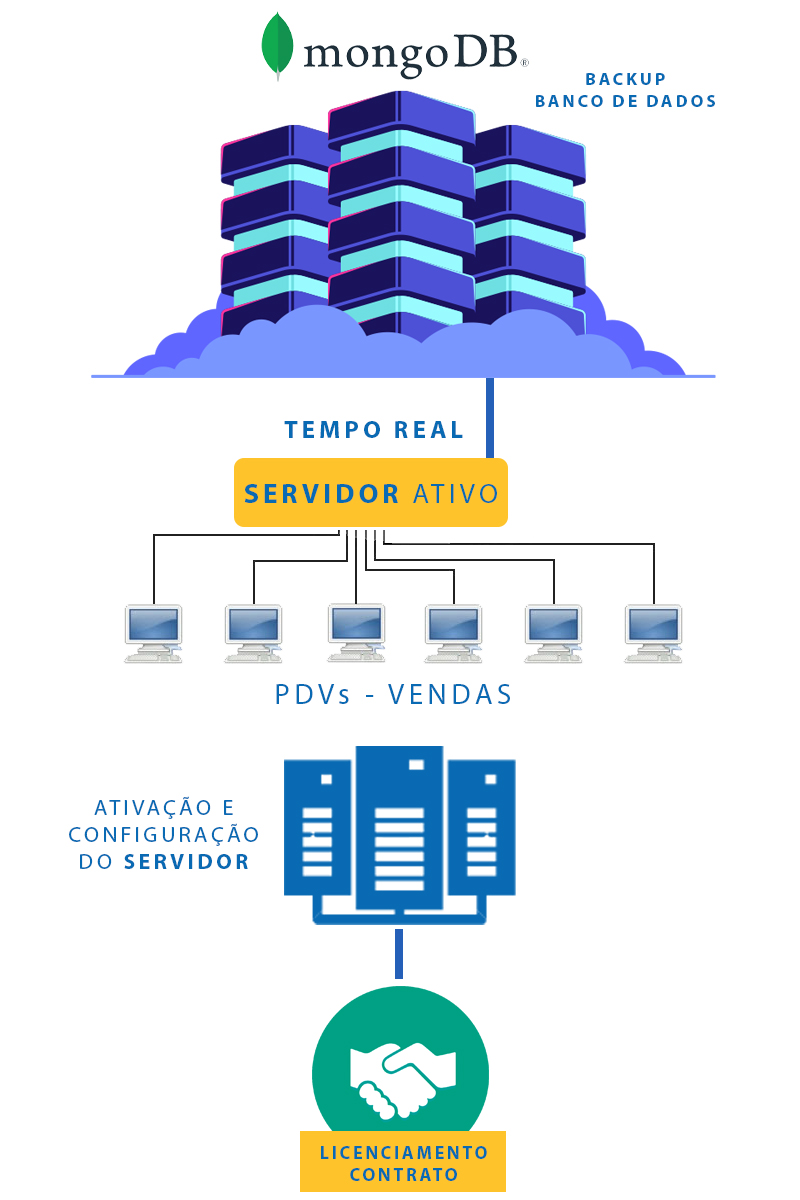 mongoDB®
BACKUP
BANCO DE DADOS
TEMPO REAL
SERVIDOR ATIVO
PDVs - VENDAS
ATIVAÇÃO E
CONFIGURAÇÃO
DO SERVIDOR
LICENCIAMENTO
CONTRATO